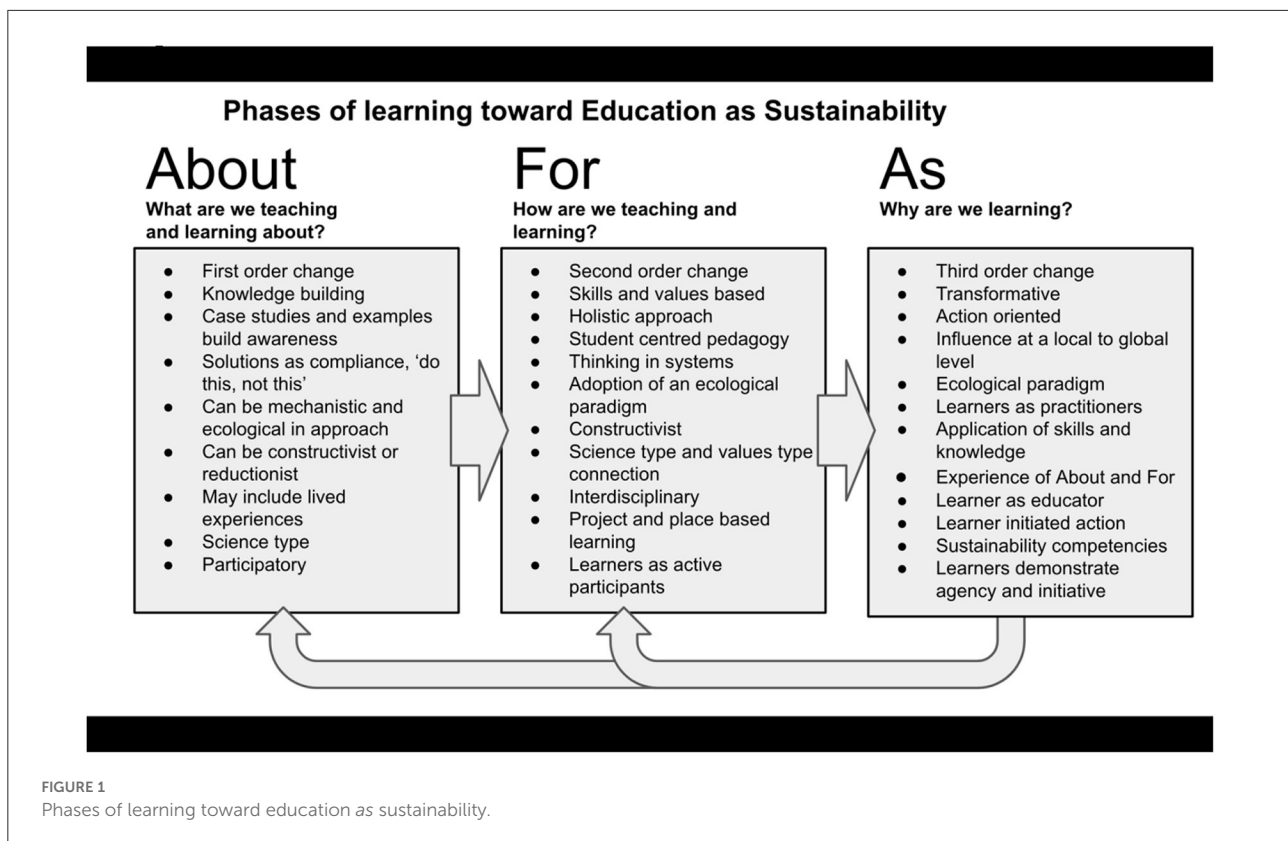 Phases of learning toward Education as Sustainability
About
What are we teaching
and learning about?
● First order change
● Knowledge building
● Case studies and examples
build awareness
● Solutions as compliance, ‘do
this, not this’
● Can be mechanistic and
ecological in approach
● Can be constructivist or
reductionist
● May include lived
experiences
● Science type
● Participatory
For
How are we teaching and
learning?
● Second order change
● Skills and values based
● Holistic approach
● Student centred pedagogy
● Thinking in systems
● Adoption of an ecological
paradigm
● Constructivist
● Science type and values type
connection
● Interdisciplinary
● Project and place based
learning
● Learners as active
participants
As
Why are we learning?
● Third order change
● Transformative
● Action oriented
● Influence at a local to global
level
● Ecological paradigm
● Learners as practitioners
● Application of skills and
knowledge
● Experience of About and For
● Learner as educator
● Learner initiated action
● Sustainability competencies
● Learners demonstrate
agency and initiative
FIGURE 1
Phases of learning toward education as sustainability.